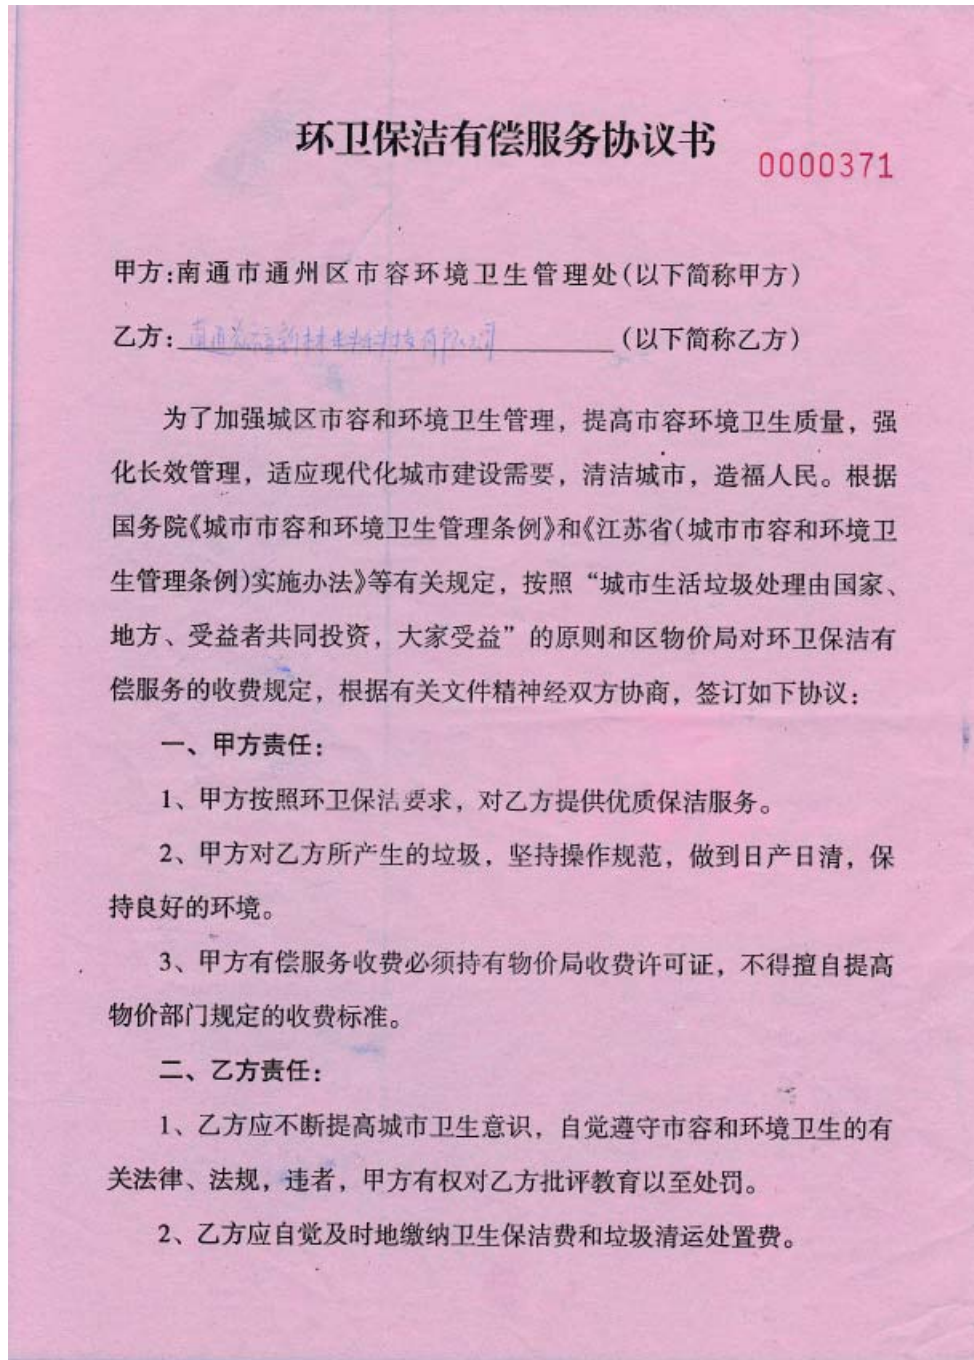 环卫保洁有偿服务协议书
0000371
甲方:南通市通州区市容环境卫生管理处(以下简称甲方)
乙方:南通 新材料科技有限公司(以下简称乙方)
为了加强城区市容和环境卫生管理，提高市容环境卫生质量，强
化长效管理，适应现代化城市建设需要，清洁城市，造福人民。根据
国务院《城市市容和环境卫生管理条例》和《江苏省(城市市容和环境卫
生管理条例)实施办法》等有关规定，按照“城市生活垃圾处理由国家、
地方、受益者共同投资，大家受益”的原则和区物价局对环卫保洁有
偿服务的收费规定，根据有关文件精神经双方协商，签订如下协议：
一、甲方责任：
1、甲方按照环卫保洁要求，对乙方提供优质保洁服务。
2、甲方对乙方所产生的垃圾，坚持操作规范，做到日产日清，保
持良好的环境。
3、甲方有偿服务收费必须持有物价局收费许可证，不得擅自提高
物价部门规定的收费标准。
二、乙方责任：
1、乙方应不断提高城市卫生意识，自觉遵守市容和环境卫生的有
关法律、法规，违者，甲方有权对乙方批评教育以至处罚。
2、乙方应自觉及时地缴纳卫生保洁费和垃圾清运处置费。